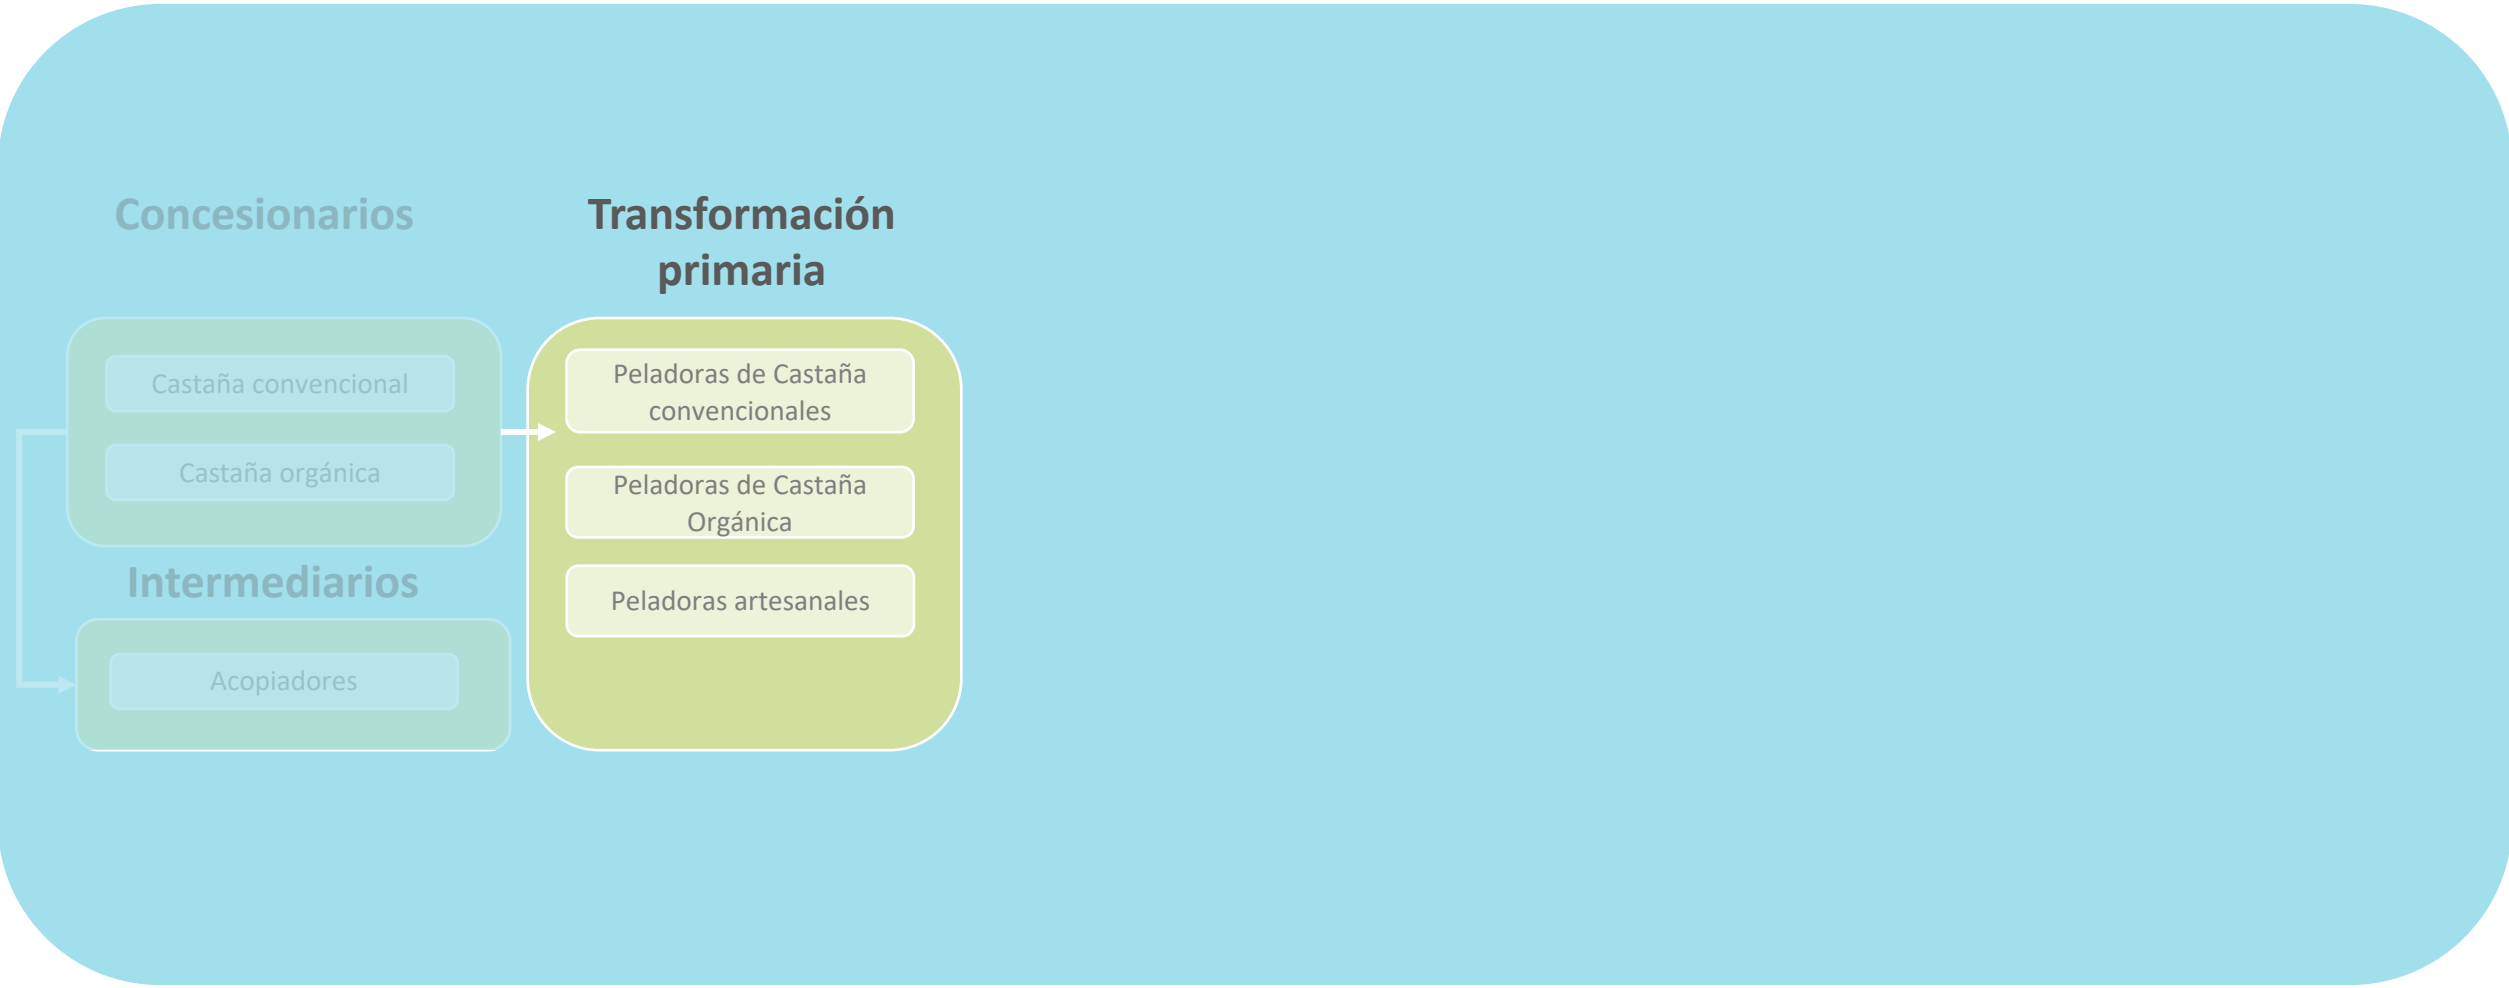 Concesionarios
Castaña convencional
Castaña orgánica
Intermediarios
Acopiadores
Transformación
primaria
Peladoras de Castaña
convencionales
Peladoras de Castaña
Orgánica
Peladoras artesanales